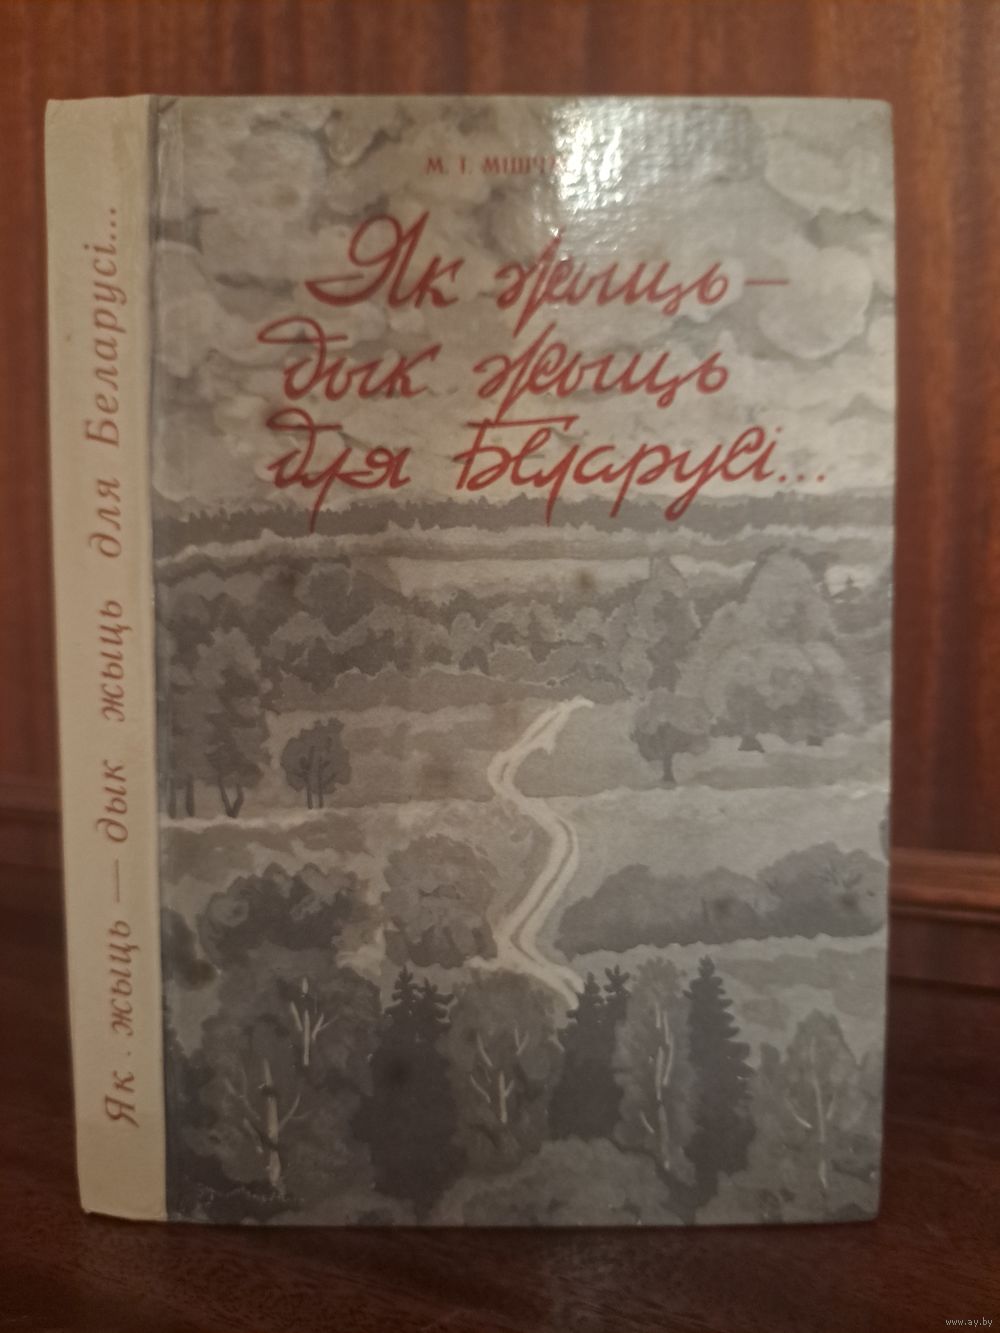 М. І.
Як жыць –
дык жыць
для Беларусі...
Як жыць — дык жыць для Беларусі...
www.ay.by